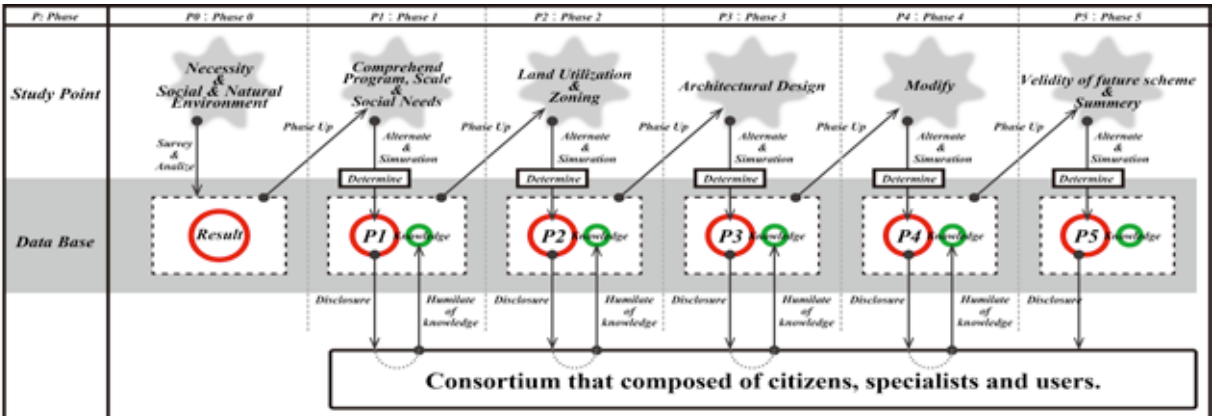 P: Phase
P0 : Phase 0
P1 : Phase 1
P2 : Phase 2
P3 : Phase 3
P4 : Phase 4
P5 : Phase 5
Study Point
Necessity
&
Social & Natural
Environment
Comprehend
Program, Scale
&
Social Needs
Land Utilization
&
Zoning
Architectural Design
Modify
Velidity of future scheme
&
Summery
Survey
&
Analize
Phase Up
Alternate
&
Simuration
Phase Up
Alternate
&
Simuration
Phase Up
Alternate
&
Simuration
Phase Up
Alternate
&
Simuration
Phase Up
Alternate
&
Simuration
Determine
Determine
Determine
Determine
Determine
Data Base
Result
P1
Knowledge
P2
Knowledge
P3
Knowledge
P4
Knowledge
P5
Knowledge
Disclosure
Humilate
of
knowledge
Disclosure
Humilate
of
knowledge
Disclosure
Humilate
of
knowledge
Disclosure
Humilate
of
knowledge
Disclosure
Consortium that composed of citizens, specialists and users.